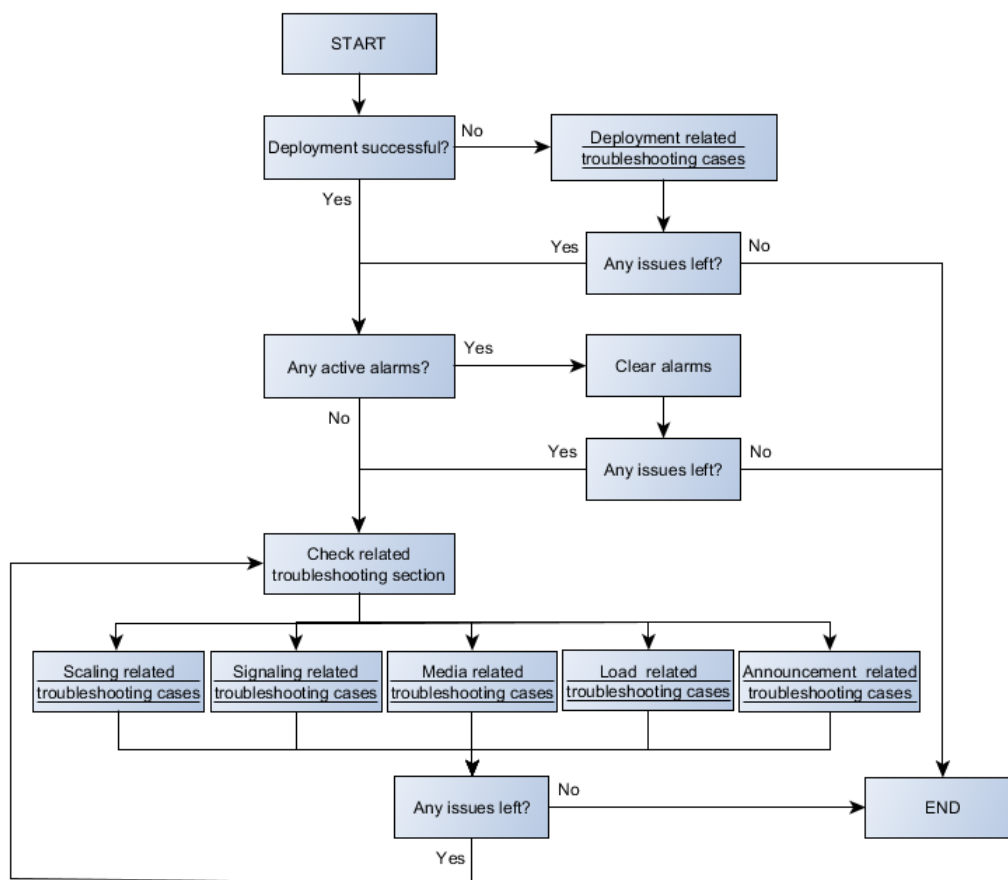 START
Deployment successful?
No
Deployment related
troubleshooting cases
Yes
Yes
Any issues left?
No
Any active alarms?
Yes
Clear alarms
No
Yes
Any issues left?
No
Check related
troubleshooting section
Scaling related
troubleshooting cases
Signaling related
troubleshooting cases
Media related
troubleshooting cases
Load related
troubleshooting cases
Announcement related
troubleshooting cases
Any issues left?
No
END
Yes